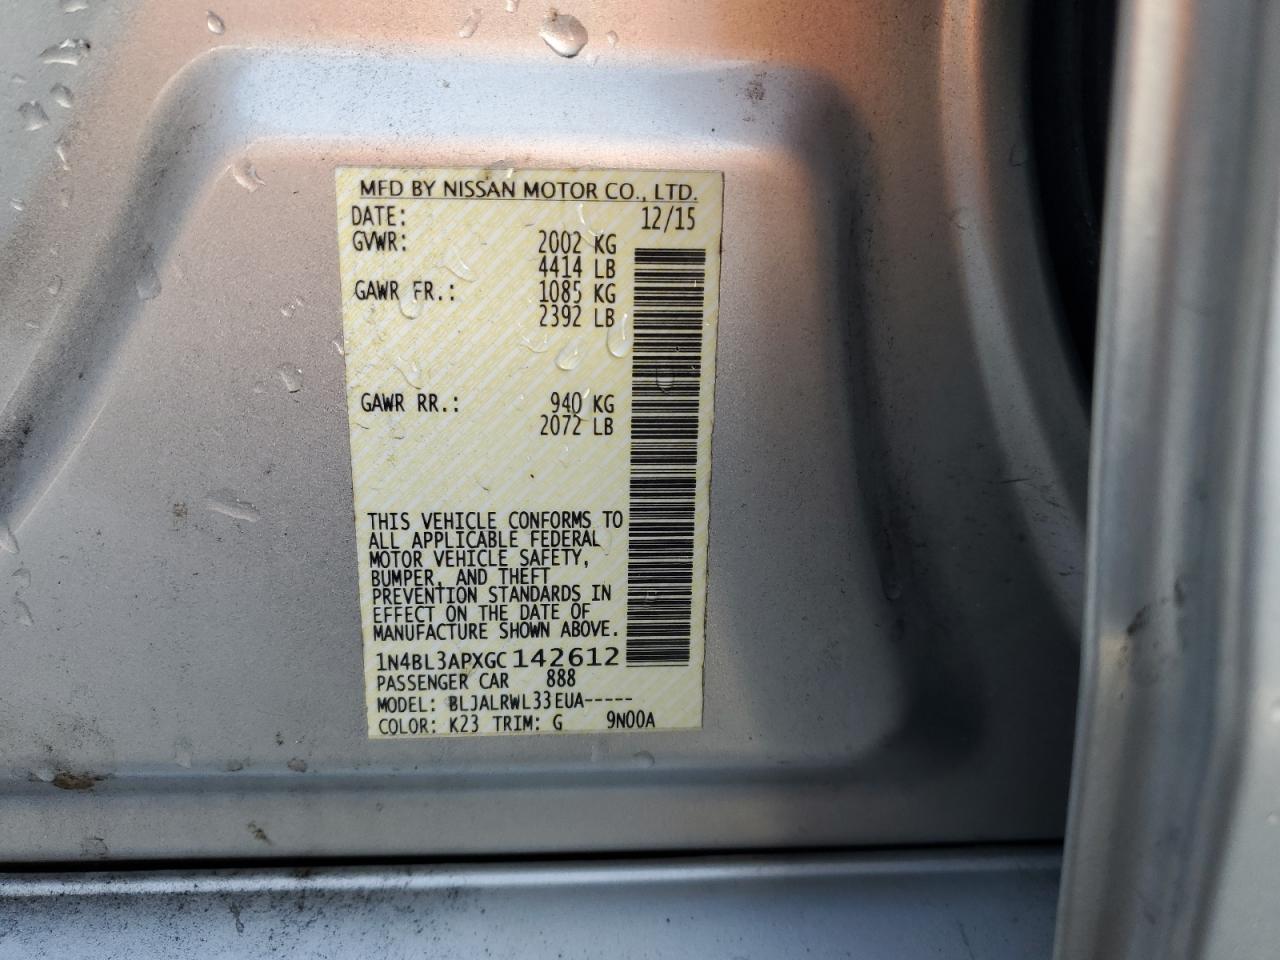 MFD BY NISSAN MOTOR CO., LTD.
DATE: 12/15
GVWR: 2002 KG
4414 LB
GAWR FR.: 1085 KG
2392 LB
GAWR RR.: 940 KG
2072 LB
THIS VEHICLE CONFORMS TO
ALL APPLICABLE FEDERAL
MOTOR VEHICLE SAFETY,
BUMPER, AND THEFT
PREVENTION STANDARDS IN
EFFECT ON THE DATE OF
MANUFACTURE SHOWN ABOVE.
1N4BL3APXGC142612
PASSENGER CAR 888
MODEL: BLJALRWL33EUA-----
COLOR: K23 TRIM: G 9N00A